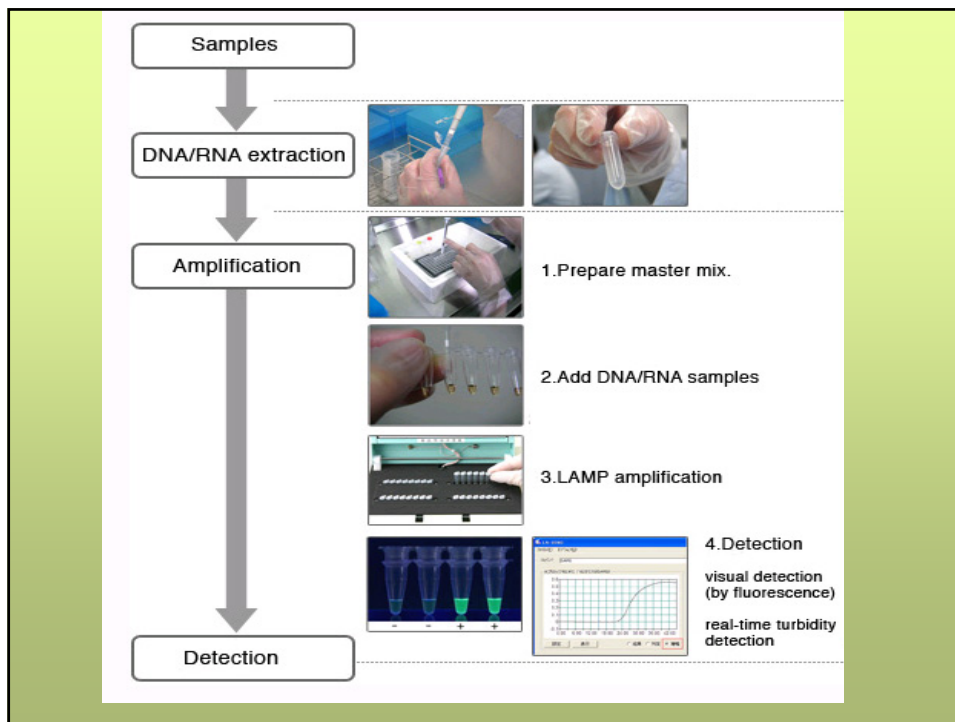 Samples
DNA/RNA extraction
Amplification
1.Prepare master mix.
2.Add DNA/RNA samples
3.LAMP amplification
4.Detection
visual detection
(by fluorescence)
real-time turbidity
detection
- - + +
Detection